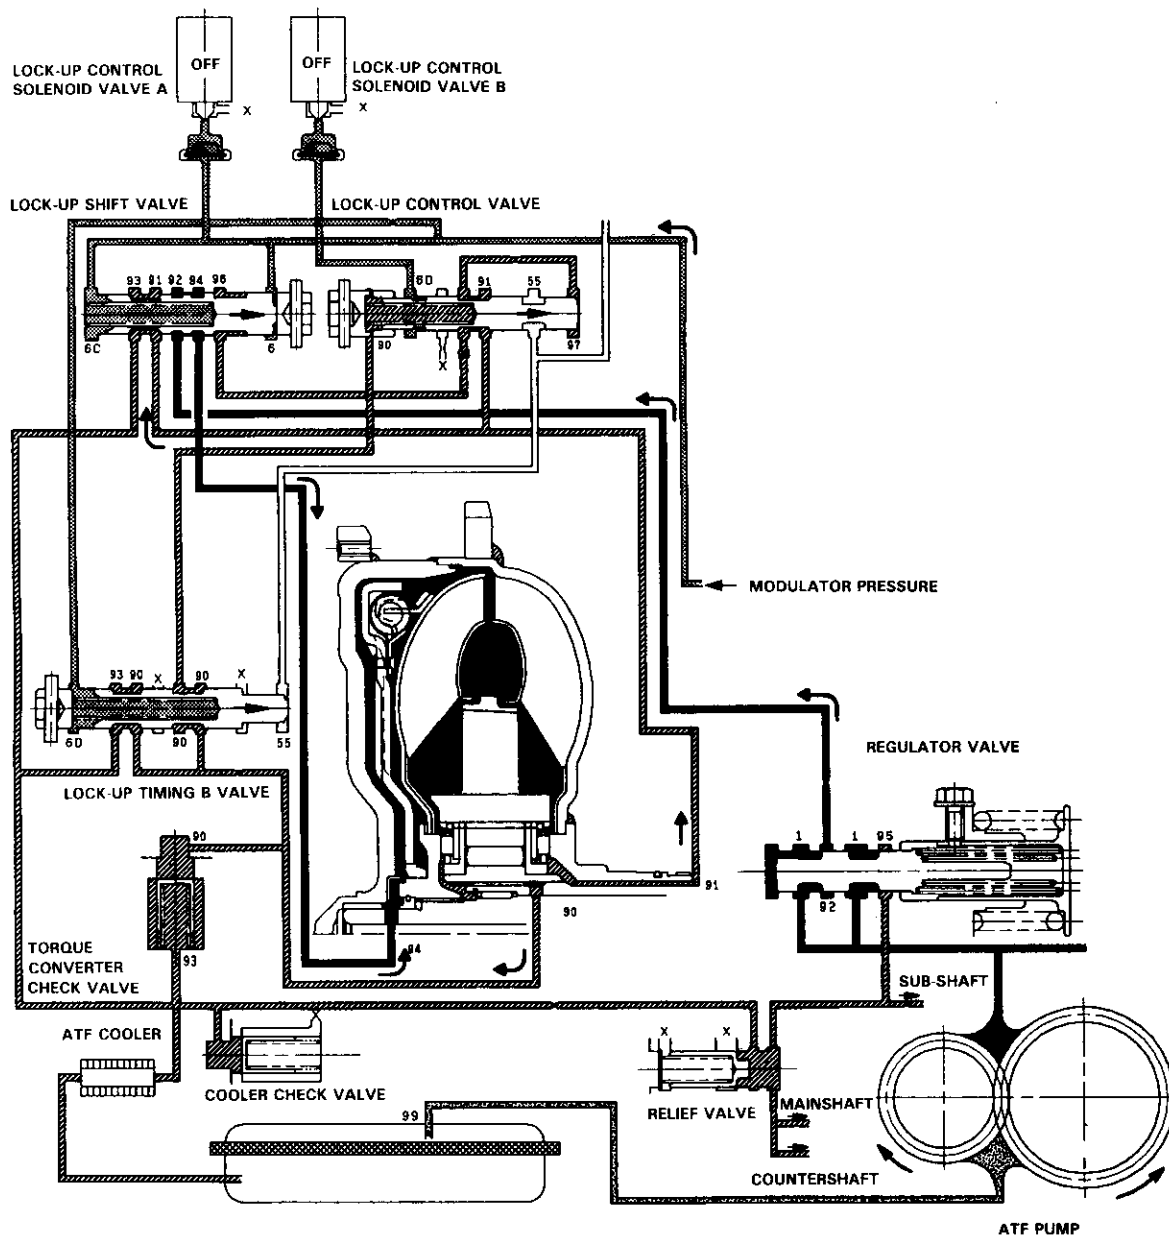 OFF
OFF
LOCK-UP CONTROL
SOLENOID VALVE A
LOCK-UP CONTROL
SOLENOID VALVE B
X
X
LOCK-UP SHIFT VALVE
LOCK-UP CONTROL VALVE
93
91
92
94
96
6D
91
55
6C
6
90
X
97
MODULATOR PRESSURE
93
90
X
90
X
6D
90
55
LOCK-UP TIMING B VALVE
REGULATOR VALVE
90
1
1
95
92
91
90
94
93
TORQUE
CONVERTER
CHECK VALVE
SUB-SHAFT
ATF COOLER
X
COOLER CHECK VALVE
X
X
RELIEF VALVE
MAINSHAFT
99
COUNTERSHAFT
ATF PUMP